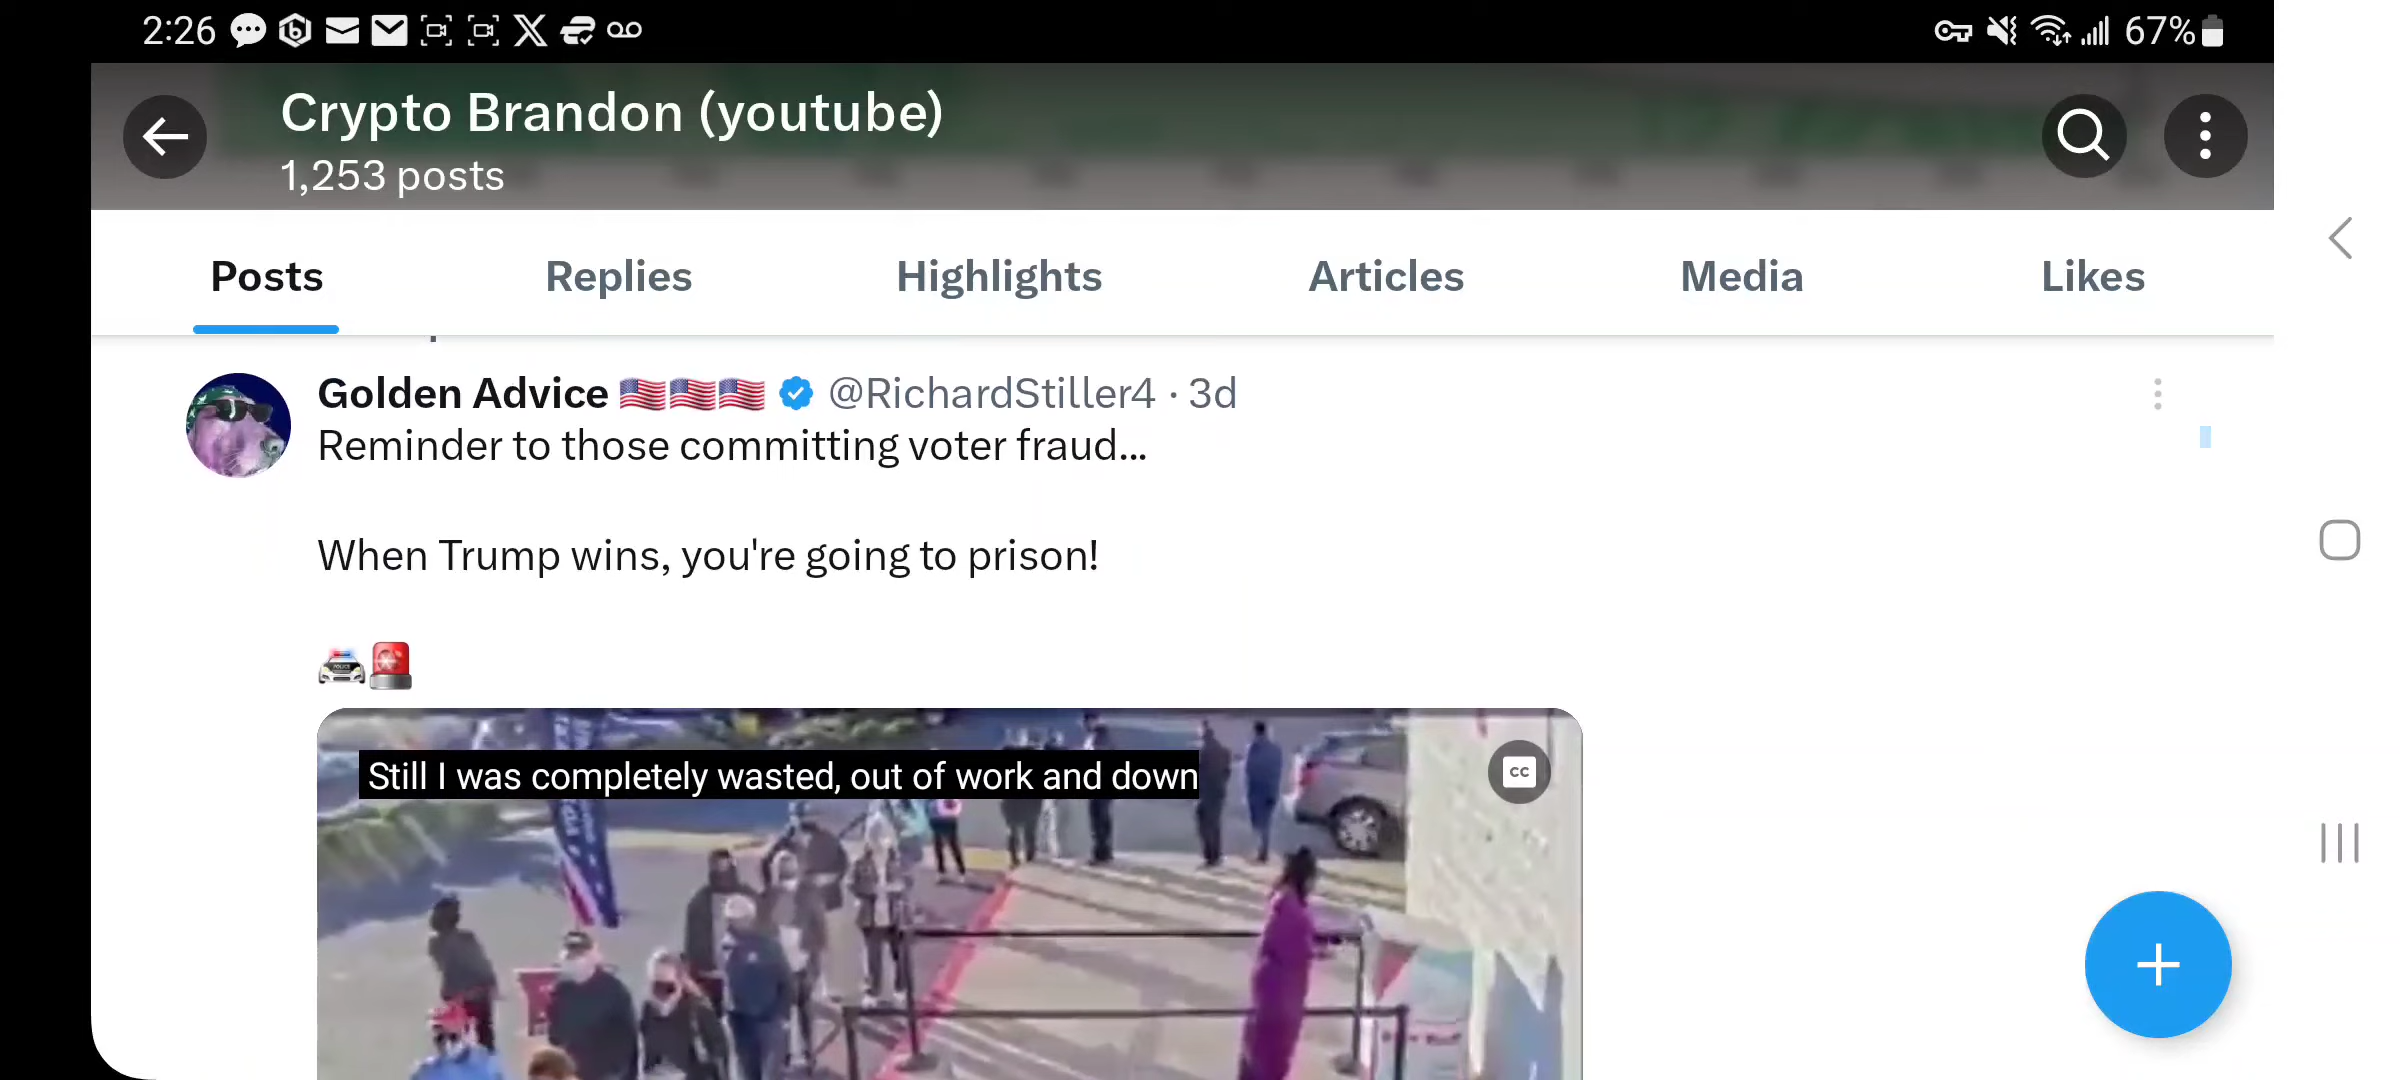 2:26
67%
Crypto Brandon (youtube)
1,253 posts
Posts Replies Highlights Articles Media Likes
Golden Advice 🇺🇸🇺🇸🇺🇸 @RichardStiller4 · 3d
Reminder to those committing voter fraud...
When Trump wins, you're going to prison!
🚔🚨
Still I was completely wasted, out of work and down
CC